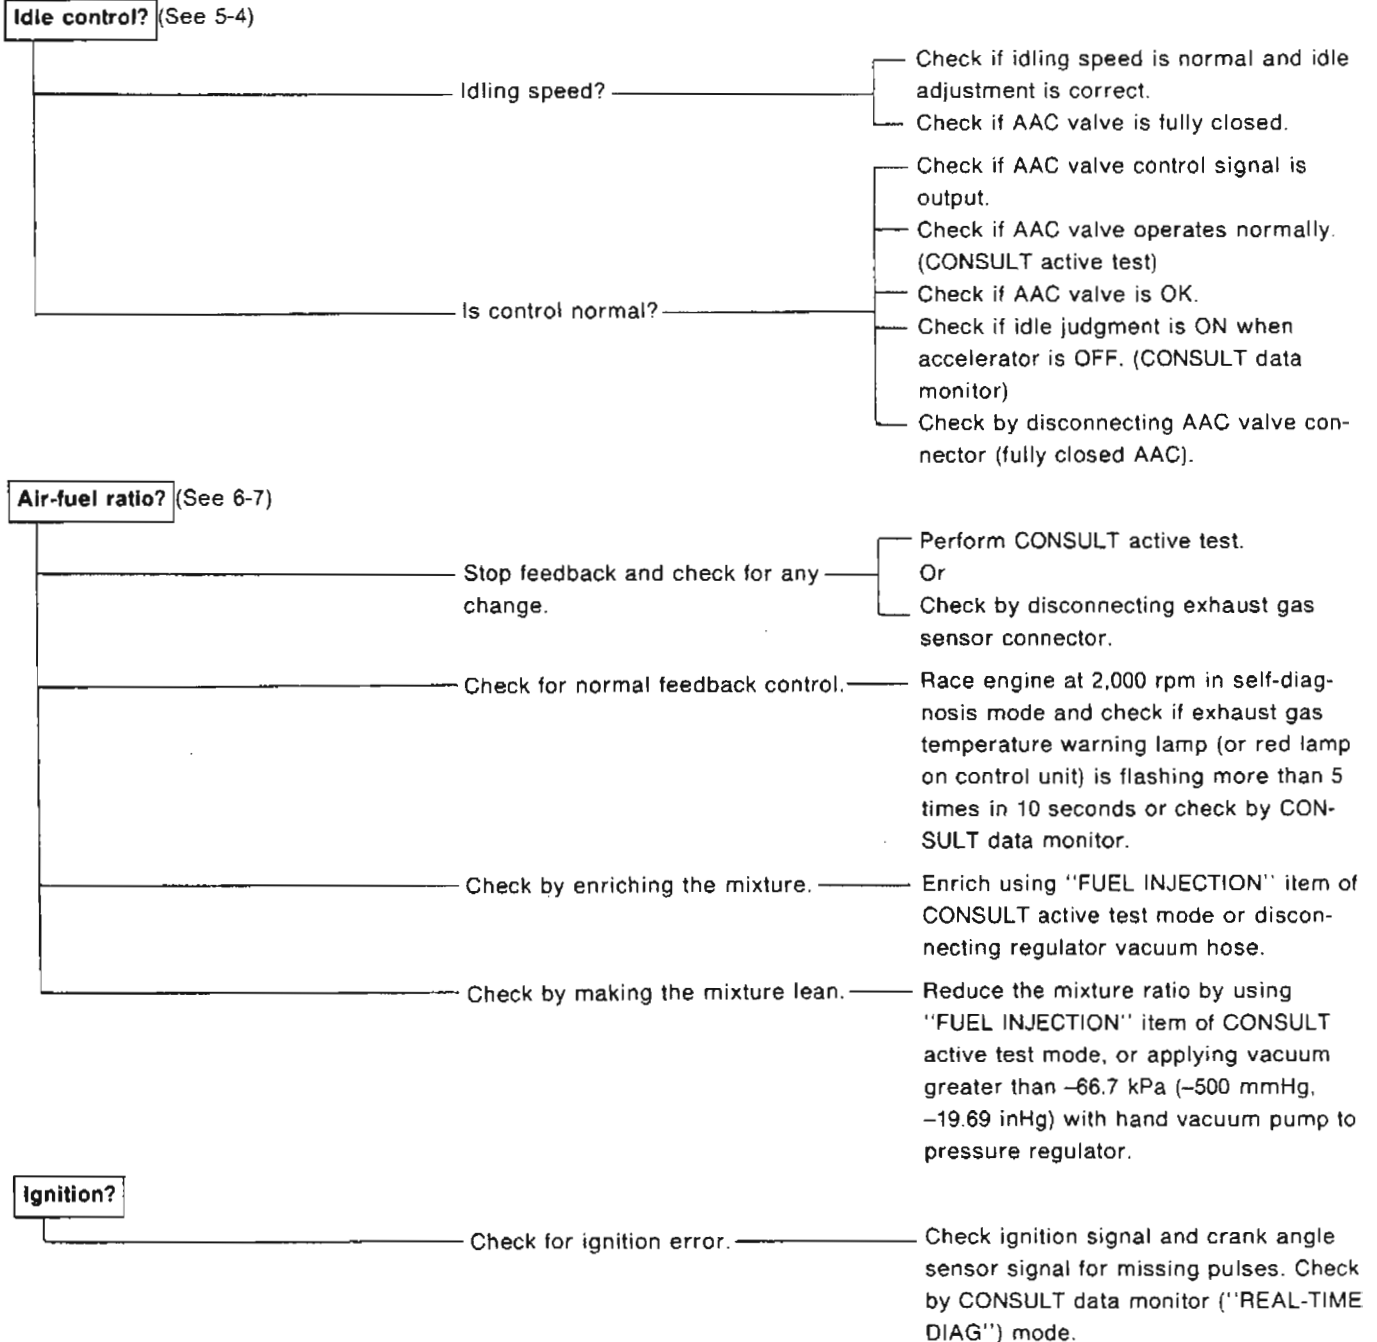 Idle control? (See 5-4)
Idling speed?
Check if idling speed is normal and idle
adjustment is correct.
Check if AAC valve is fully closed.
Is control normal?
Check if AAC valve control signal is
output.
Check if AAC valve operates normally.
(CONSULT active test)
Check if AAC valve is OK.
Check if idle judgment is ON when
accelerator is OFF. (CONSULT data
monitor)
Check by disconnecting AAC valve con-
nector (fully closed AAC).
Air-fuel ratio? (See 6-7)
Stop feedback and check for any
change.
Perform CONSULT active test.
Or
Check by disconnecting exhaust gas
sensor connector.
Check for normal feedback control.
Race engine at 2,000 rpm in self-diag-
nosis mode and check if exhaust gas
temperature warning lamp (or red lamp
on control unit) is flashing more than 5
times in 10 seconds or check by CON-
SULT data monitor.
Check by enriching the mixture.
Enrich using "FUEL INJECTION" item of
CONSULT active test mode or discon-
necting regulator vacuum hose.
Check by making the mixture lean.
Reduce the mixture ratio by using
"FUEL INJECTION" item of CONSULT
active test mode, or applying vacuum
greater than –66.7 kPa (–500 mmHg,
–19.69 inHg) with hand vacuum pump to
pressure regulator.
Ignition?
Check for ignition error.
Check ignition signal and crank angle
sensor signal for missing pulses. Check
by CONSULT data monitor ("REAL-TIME
DIAG") mode.